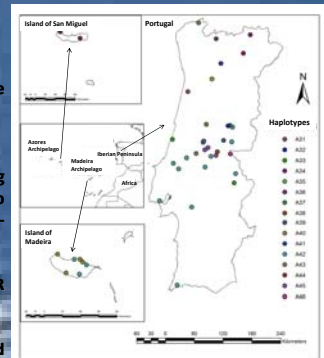 Island of San Miguel
Portugal
N
Azores
Archipelago
Iberian Peninsula
Madeira
Archipelago
Africa
Haplotypes
A31
A32
A33
A34
A35
A36
A37
A38
A39
A40
A41
A42
A43
A44
A45
A46
Island of
Madeira
Kilometers